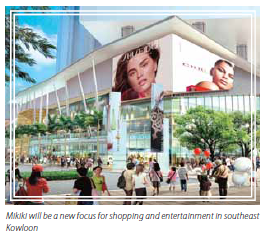 Mikiki will be a new focus for shopping and entertainment in southeast
Kowloon